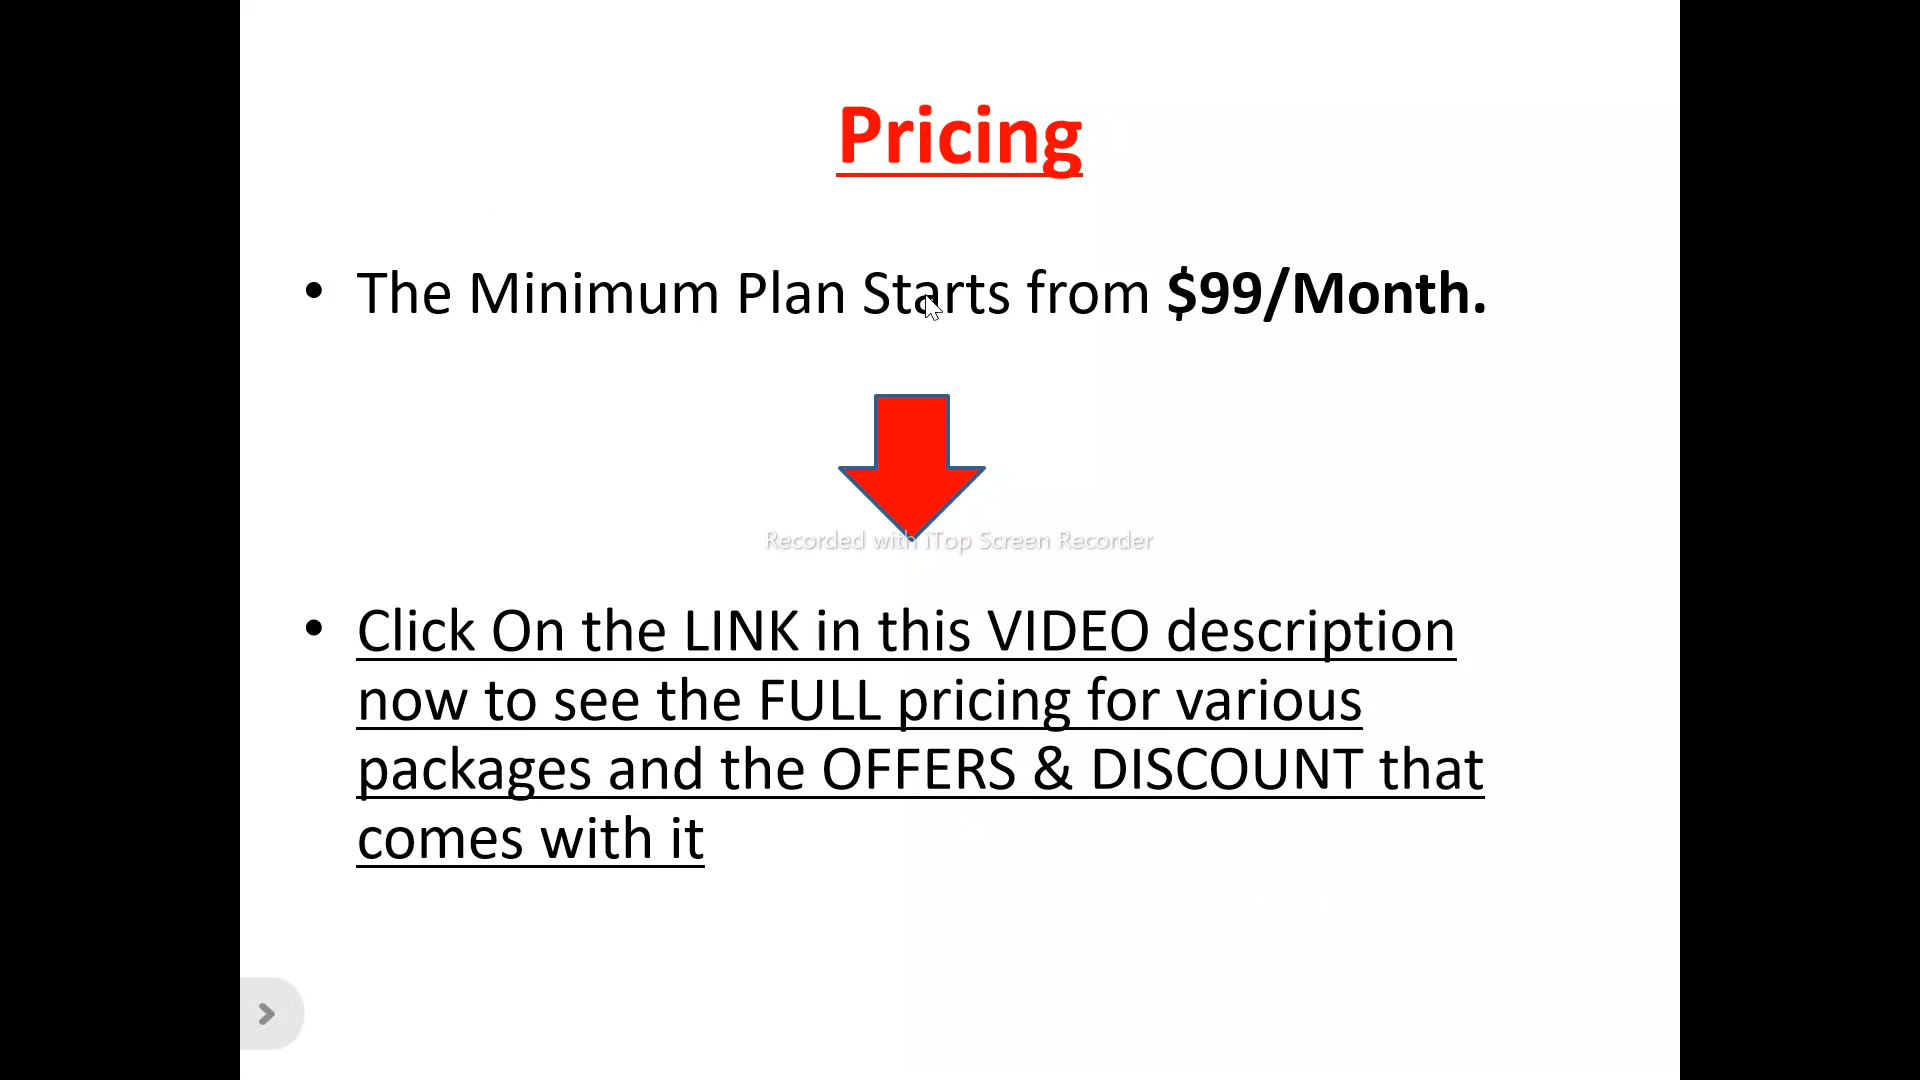 Pricing
• The Minimum Plan Starts from $99/Month.
Recorded with iTop Screen Recorder
• Click On the LINK in this VIDEO description
now to see the FULL pricing for various
packages and the OFFERS & DISCOUNT that
comes with it